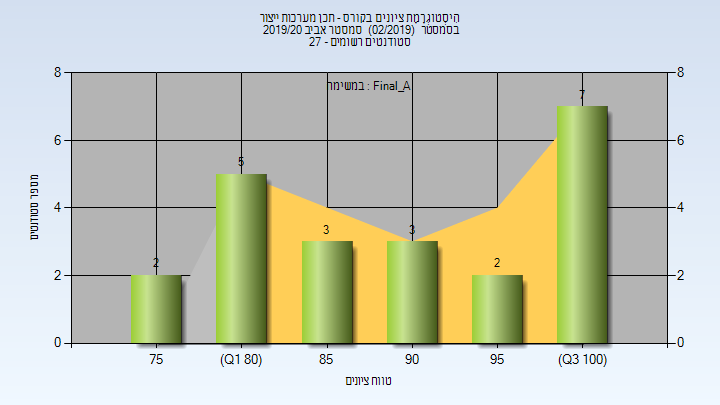 היסטוגרמת ציונים בקורס - תכן מערכות ייצור
בסמסטר (02/2019) סמסטר אביב 2019/20
סטודנטים רשומים - 27
במשימה : Final_A
מספר סטודנטים
8
6
4
2
0
8
6
4
2
0
2
5
3
3
2
7
75
(Q1 80)
85
90
95
(Q3 100)
טווח ציונים